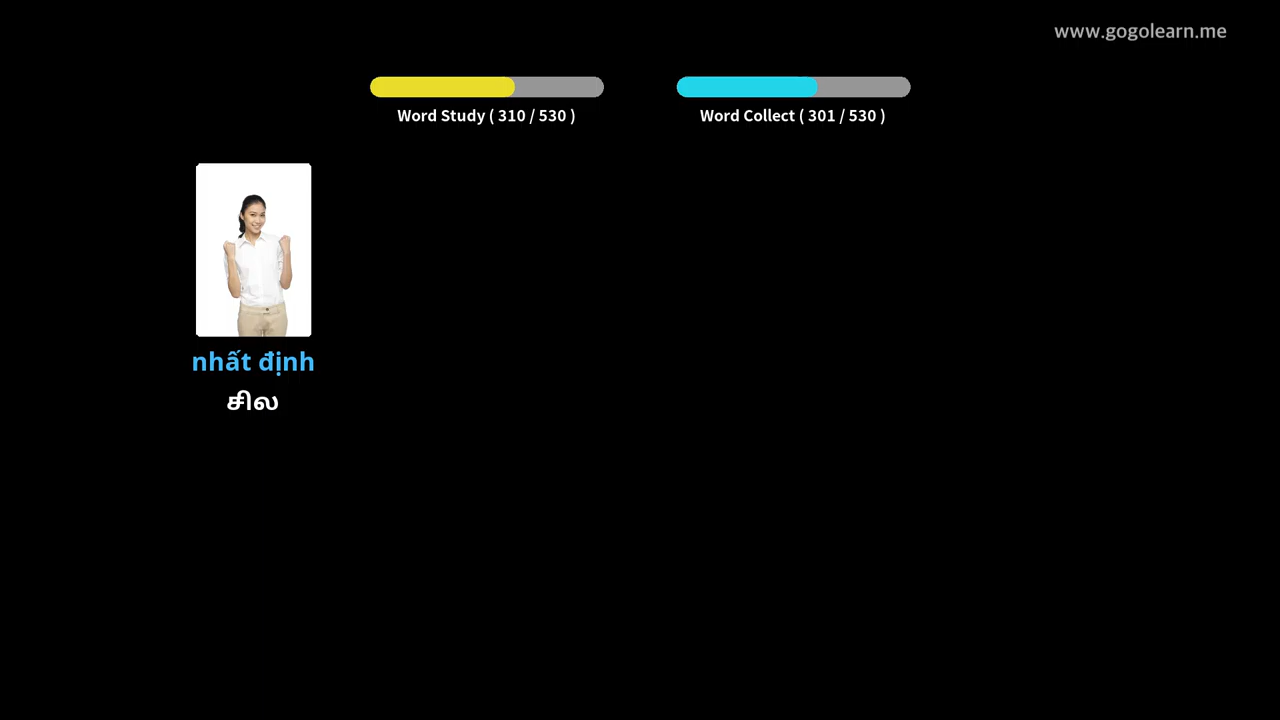 www.gogolearn.me
Word Study ( 310 / 530 )
Word Collect ( 301 / 530 )
nhất định
சில